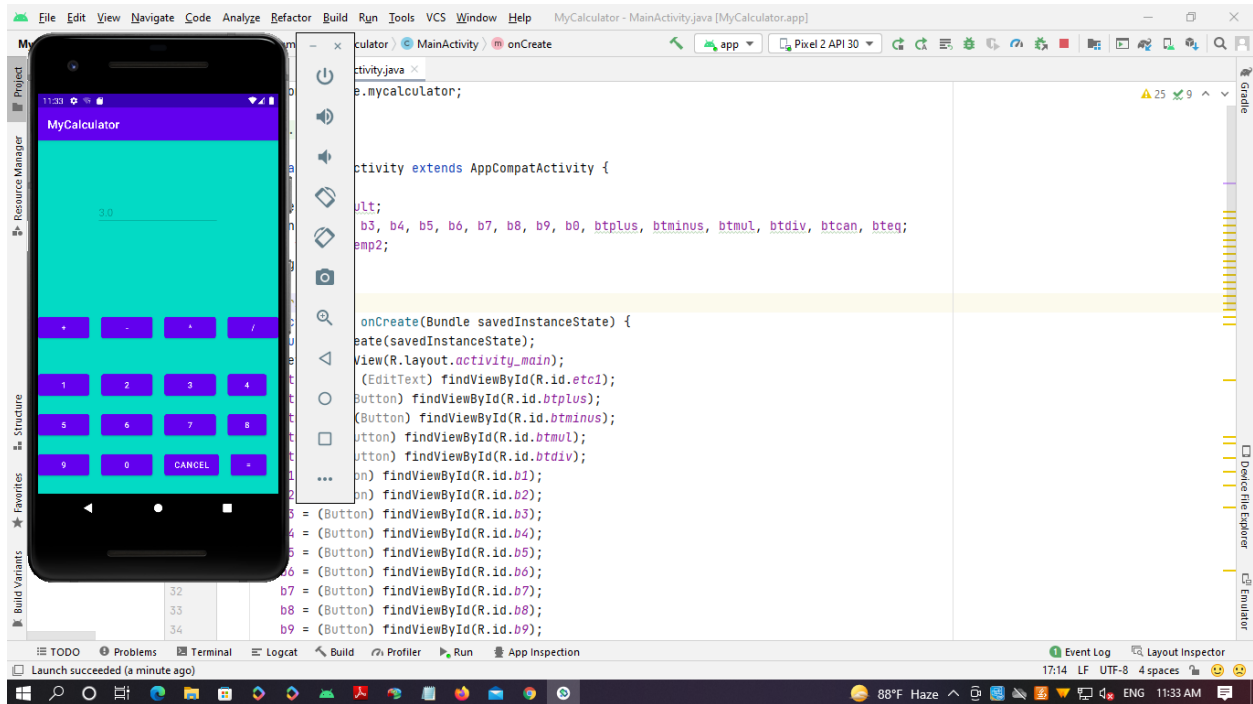 File Edit View Navigate Code Analyze Refactor Build Run Tools VCS Window Help MyCalculator - MainActivity.java [MyCalculator.app]
culator MainActivity onCreate app Pixel 2 API 30
ctivity.java
e.mycalculator;
25 9
ctivity extends AppCompatActivity {
ult;
b3, b4, b5, b6, b7, b8, b9, b0, btplus, btminus, btmul, btdiv, btcan, bteq;
emp2;
onCreate(Bundle savedInstanceState) {
eate(savedInstanceState);
View(R.layout.activity_main);
(EditText) findViewById(R.id.etc1);
Button) findViewById(R.id.btplus);
(Button) findViewById(R.id.btminus);
utton) findViewById(R.id.btmul);
utton) findViewById(R.id.btdiv);
on) findViewById(R.id.b1);
on) findViewById(R.id.b2);
3 = (Button) findViewById(R.id.b3);
4 = (Button) findViewById(R.id.b4);
5 = (Button) findViewById(R.id.b5);
b6 = (Button) findViewById(R.id.b6);
32 b7 = (Button) findViewById(R.id.b7);
33 b8 = (Button) findViewById(R.id.b8);
34 b9 = (Button) findViewById(R.id.b9);
11:33
MyCalculator
3.0
+ - * /
1 2 3 4
5 6 7 8
9 0 CANCEL =
Project
Resource Manager
Structure
Favorites
Build Variants
Gradle
Device File Explorer
Emulator
TODO Problems Terminal Logcat Build Profiler Run App Inspection 1 Event Log Layout Inspector
Launch succeeded (a minute ago) 17:14 LF UTF-8 4 spaces
88°F Haze ENG 11:33 AM